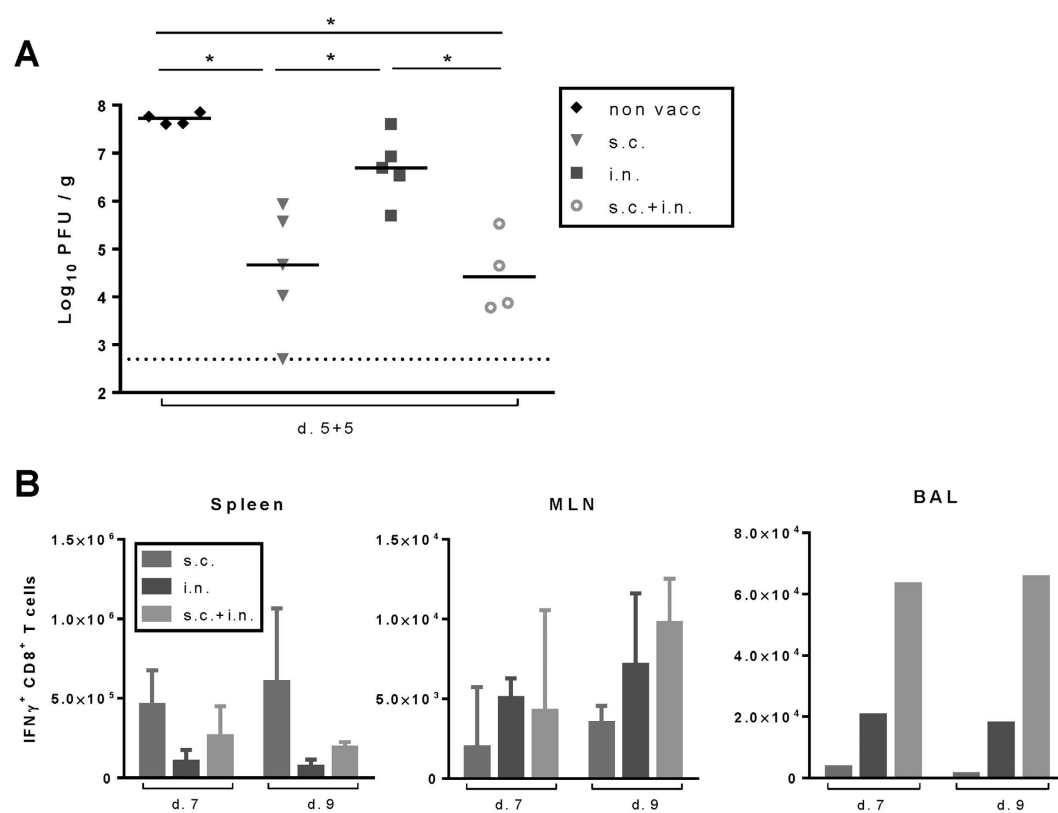 A
*
* * *
8
7
6
5
4
3
2
Log10 PFU / g
d. 5+5
non vacc
s.c.
i.n.
s.c.+i.n.
B
Spleen
MLN
BAL
IFNγ+ CD8+ T cells
1.5×10⁶
1.0×10⁶
5.0×10⁵
0
s.c.
i.n.
s.c.+i.n.
d. 7 d. 9
1.5×10⁴
1.0×10⁴
5.0×10³
0
d. 7 d. 9
8.0×10⁴
6.0×10⁴
4.0×10⁴
2.0×10⁴
0
d. 7 d. 9